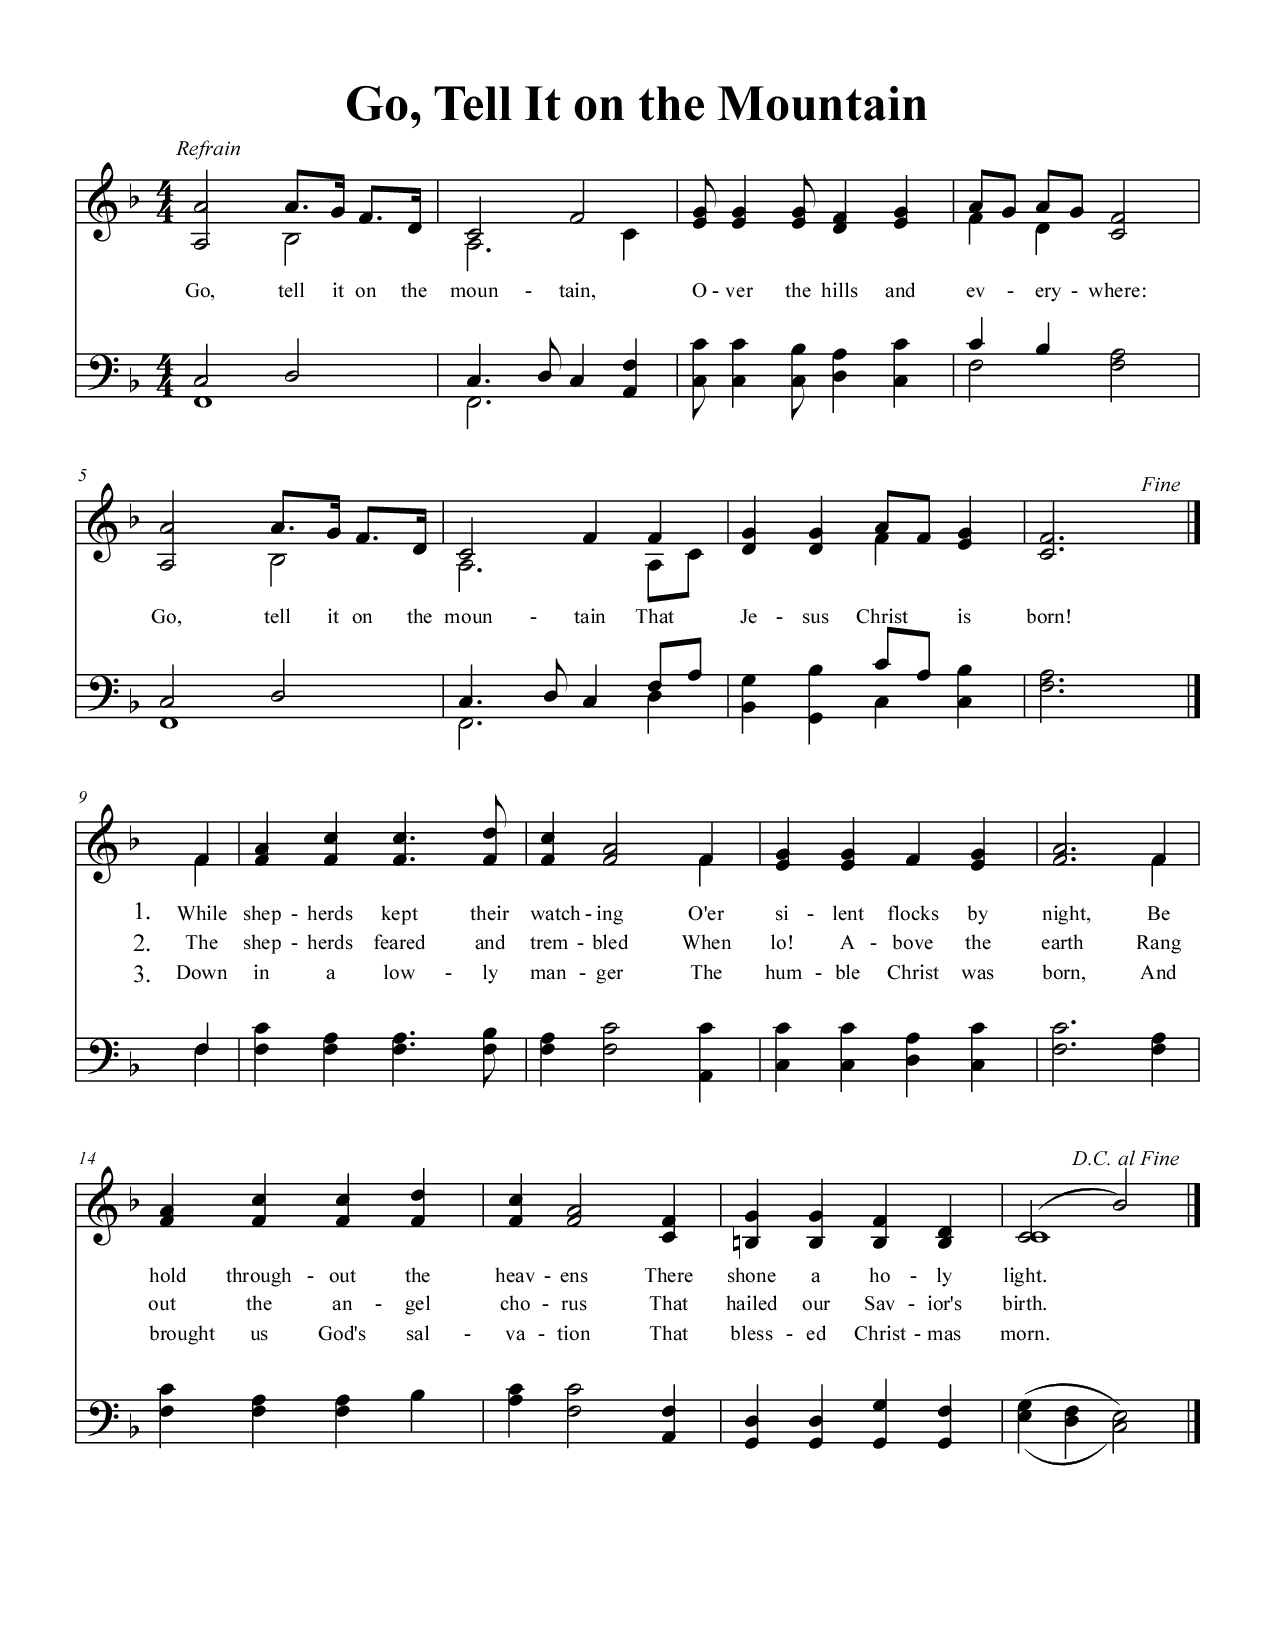 Go, Tell It on the Mountain
Refrain
4 4
Go, tell it on the moun - tain, O - ver the hills and ev - ery - where:
4 4
5
Fine
Go, tell it on the moun - tain That Je - sus Christ is born!
9
1. While shep - herds kept their watch - ing O'er si - lent flocks by night, Be
2. The shep - herds feared and trem - bled When lo! A - bove the earth Rang
3. Down in a low - ly man - ger The hum - ble Christ was born, And
14
D.C. al Fine
hold through - out the heav - ens There shone a ho - ly light.
out the an - gel cho - rus That hailed our Sav - ior's birth.
brought us God's sal - va - tion That bless - ed Christ - mas morn.